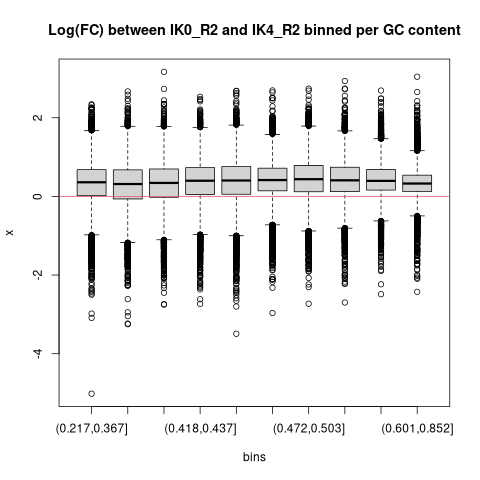 Log(FC) between IK0_R2 and IK4_R2 binned per GC content
x
2
0
-2
-4
(0.217,0.367]
(0.418,0.437]
(0.472,0.503]
(0.601,0.852]
bins